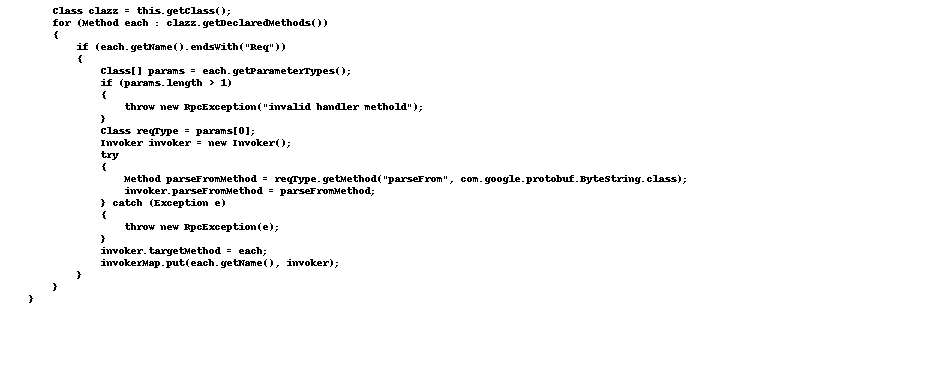 Class clazz = this.getClass();
for (Method each : clazz.getDeclaredMethods())
{
if (each.getName().endsWith("Req"))
{
Class[] params = each.getParameterTypes();
if (params.length > 1)
{
throw new RpcException("invalid handler methold");
}
Class reqType = params[0];
Invoker invoker = new Invoker();
try
{
Method parseFromMethod = reqType.getMethod("parseFrom", com.google.protobuf.ByteString.class);
invoker.parseFromMethod = parseFromMethod;
} catch (Exception e)
{
throw new RpcException(e);
}
invoker.targetMethod = each;
invokerMap.put(each.getName(), invoker);
}
}
}